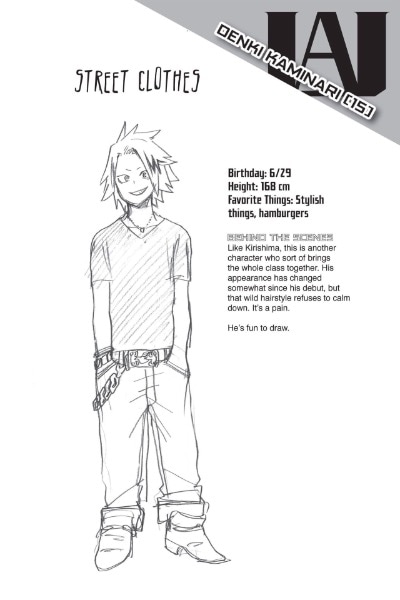 UA
DENKI KAMINARI (15)
STREET CLOTHES
Birthday: 6/29
Height: 168 cm
Favorite Things: Stylish
things, hamburgers
BEHIND THE SCENES
Like Kirishima, this is another
character who sort of brings
the whole class together. His
appearance has changed
somewhat since his debut, but
that wild hairstyle refuses to calm
down. It's a pain.
He's fun to draw.